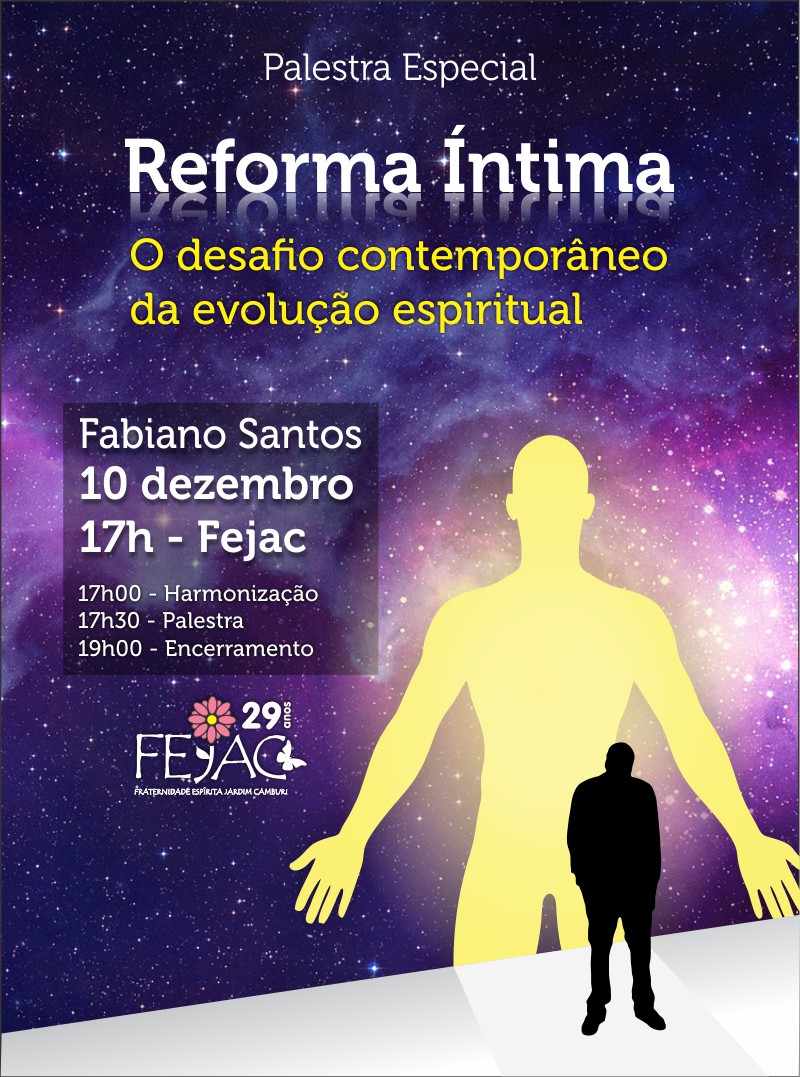 Palestra Especial
Reforma Íntima
O desafio contemporâneo
da evolução espiritual
Fabiano Santos
10 dezembro
17h - Fejac
17h00 - Harmonização
17h30 - Palestra
19h00 - Encerramento
29 anos
FEJAC
FRATERNIDADE ESPÍRITA JARDIM CAMBURI